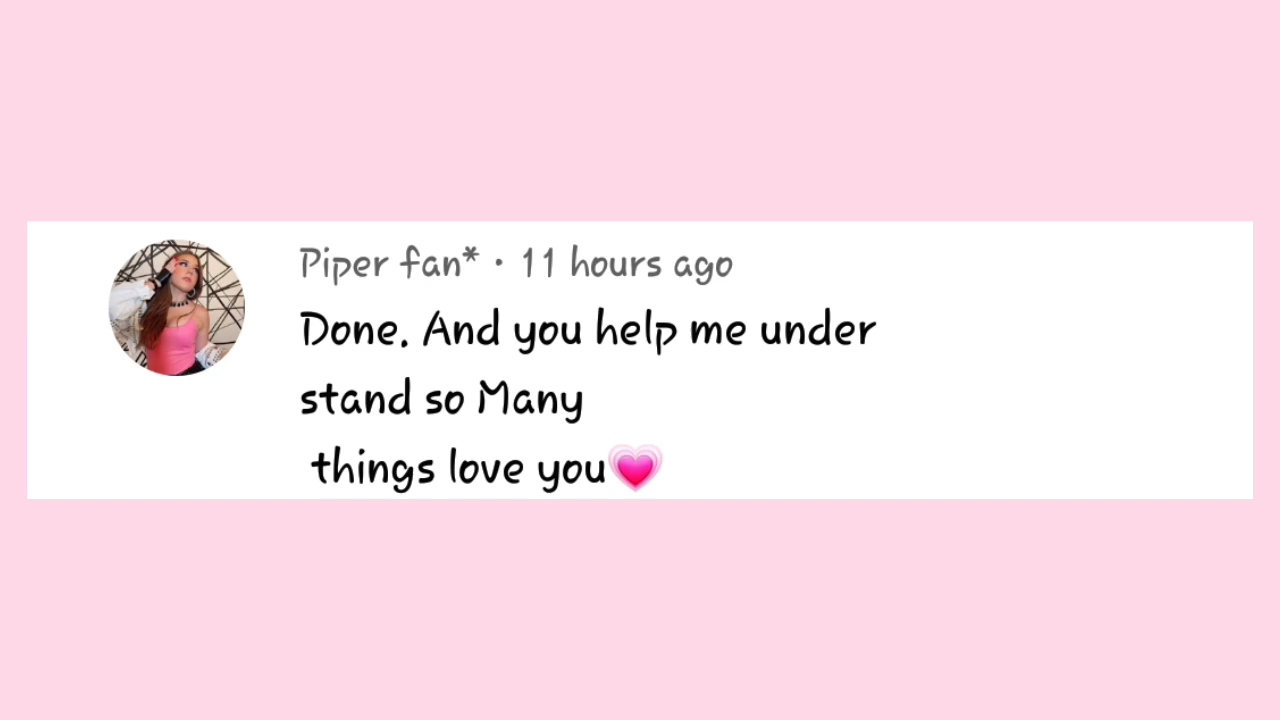 Piper fan* · 11 hours ago
Done. And you help me under
stand so Many
things love you💗